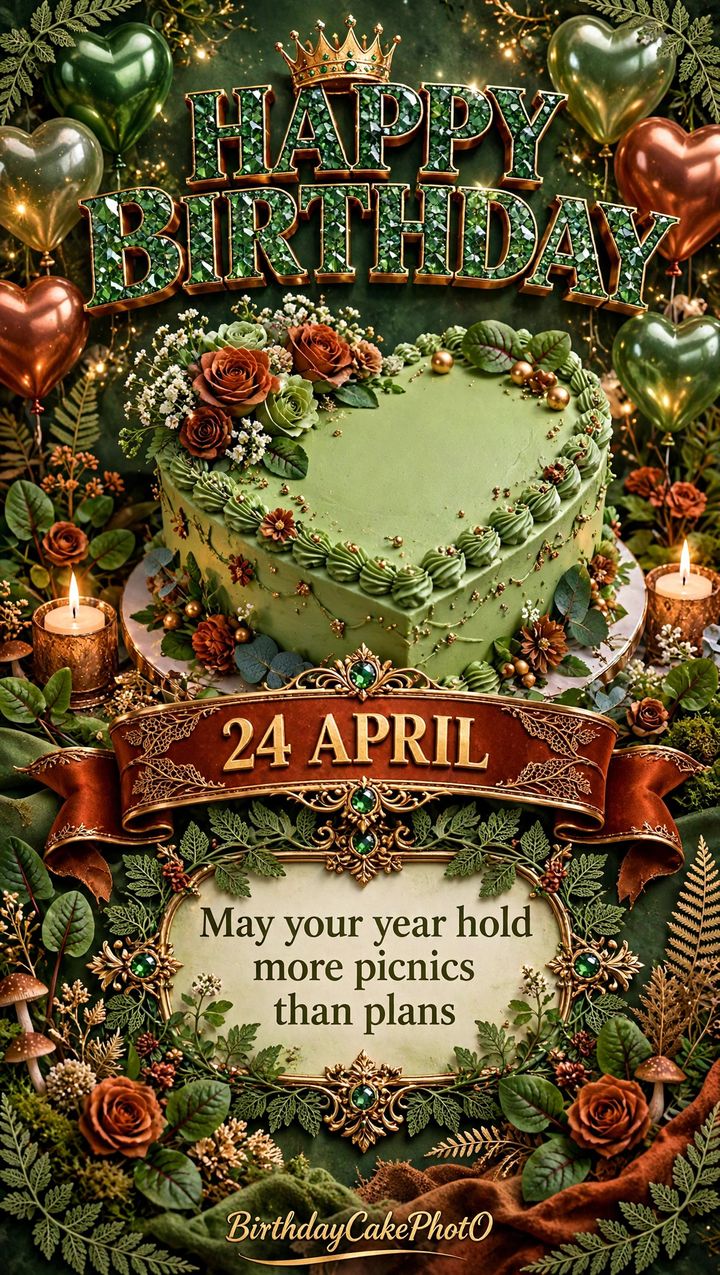 HAPPY
BIRTHDAY
24 APRIL
May your year hold
more picnics
than plans
BirthdayCakePhotO